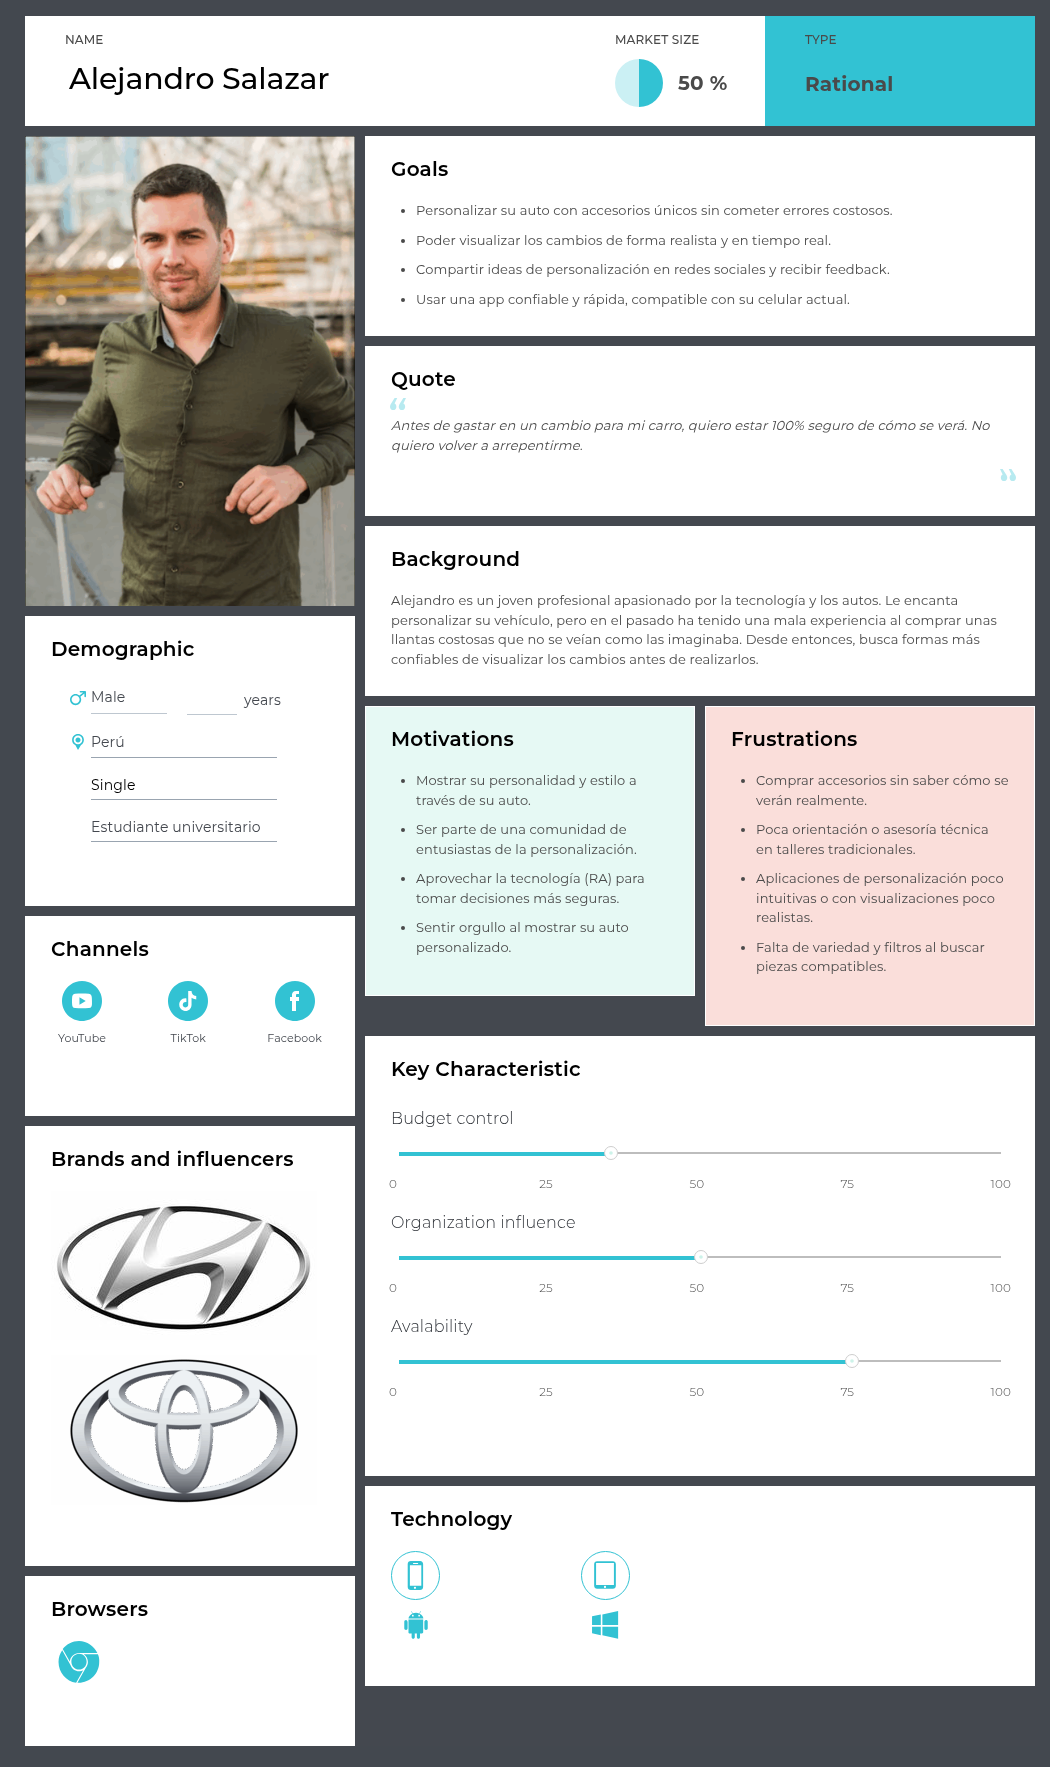 NAME
Alejandro Salazar
MARKET SIZE
50 %
TYPE
Rational
Goals
Personalizar su auto con accesorios únicos sin cometer errores costosos.
Poder visualizar los cambios de forma realista y en tiempo real.
Compartir ideas de personalización en redes sociales y recibir feedback.
Usar una app confiable y rápida, compatible con su celular actual.
Quote
“
Antes de gastar en un cambio para mi carro, quiero estar 100% seguro de cómo se verá. No
quiero volver a arrepentirme.
”
Background
Alejandro es un joven profesional apasionado por la tecnología y los autos. Le encanta
personalizar su vehículo, pero en el pasado ha tenido una mala experiencia al comprar unas
llantas costosas que no se veían como las imaginaba. Desde entonces, busca formas más
confiables de visualizar los cambios antes de realizarlos.
Demographic
Male
years
Perú
Single
Estudiante universitario
Motivations
Mostrar su personalidad y estilo a
través de su auto.
Ser parte de una comunidad de
entusiastas de la personalización.
Aprovechar la tecnología (RA) para
tomar decisiones más seguras.
Sentir orgullo al mostrar su auto
personalizado.
Frustrations
Comprar accesorios sin saber cómo se
verán realmente.
Poca orientación o asesoría técnica
en talleres tradicionales.
Aplicaciones de personalización poco
intuitivas o con visualizaciones poco
realistas.
Falta de variedad y filtros al buscar
piezas compatibles.
Channels
YouTube
TikTok
Facebook
Key Characteristic
Budget control
0 25 50 75 100
Organization influence
0 25 50 75 100
Avalability
0 25 50 75 100
Brands and influencers
Technology
Browsers